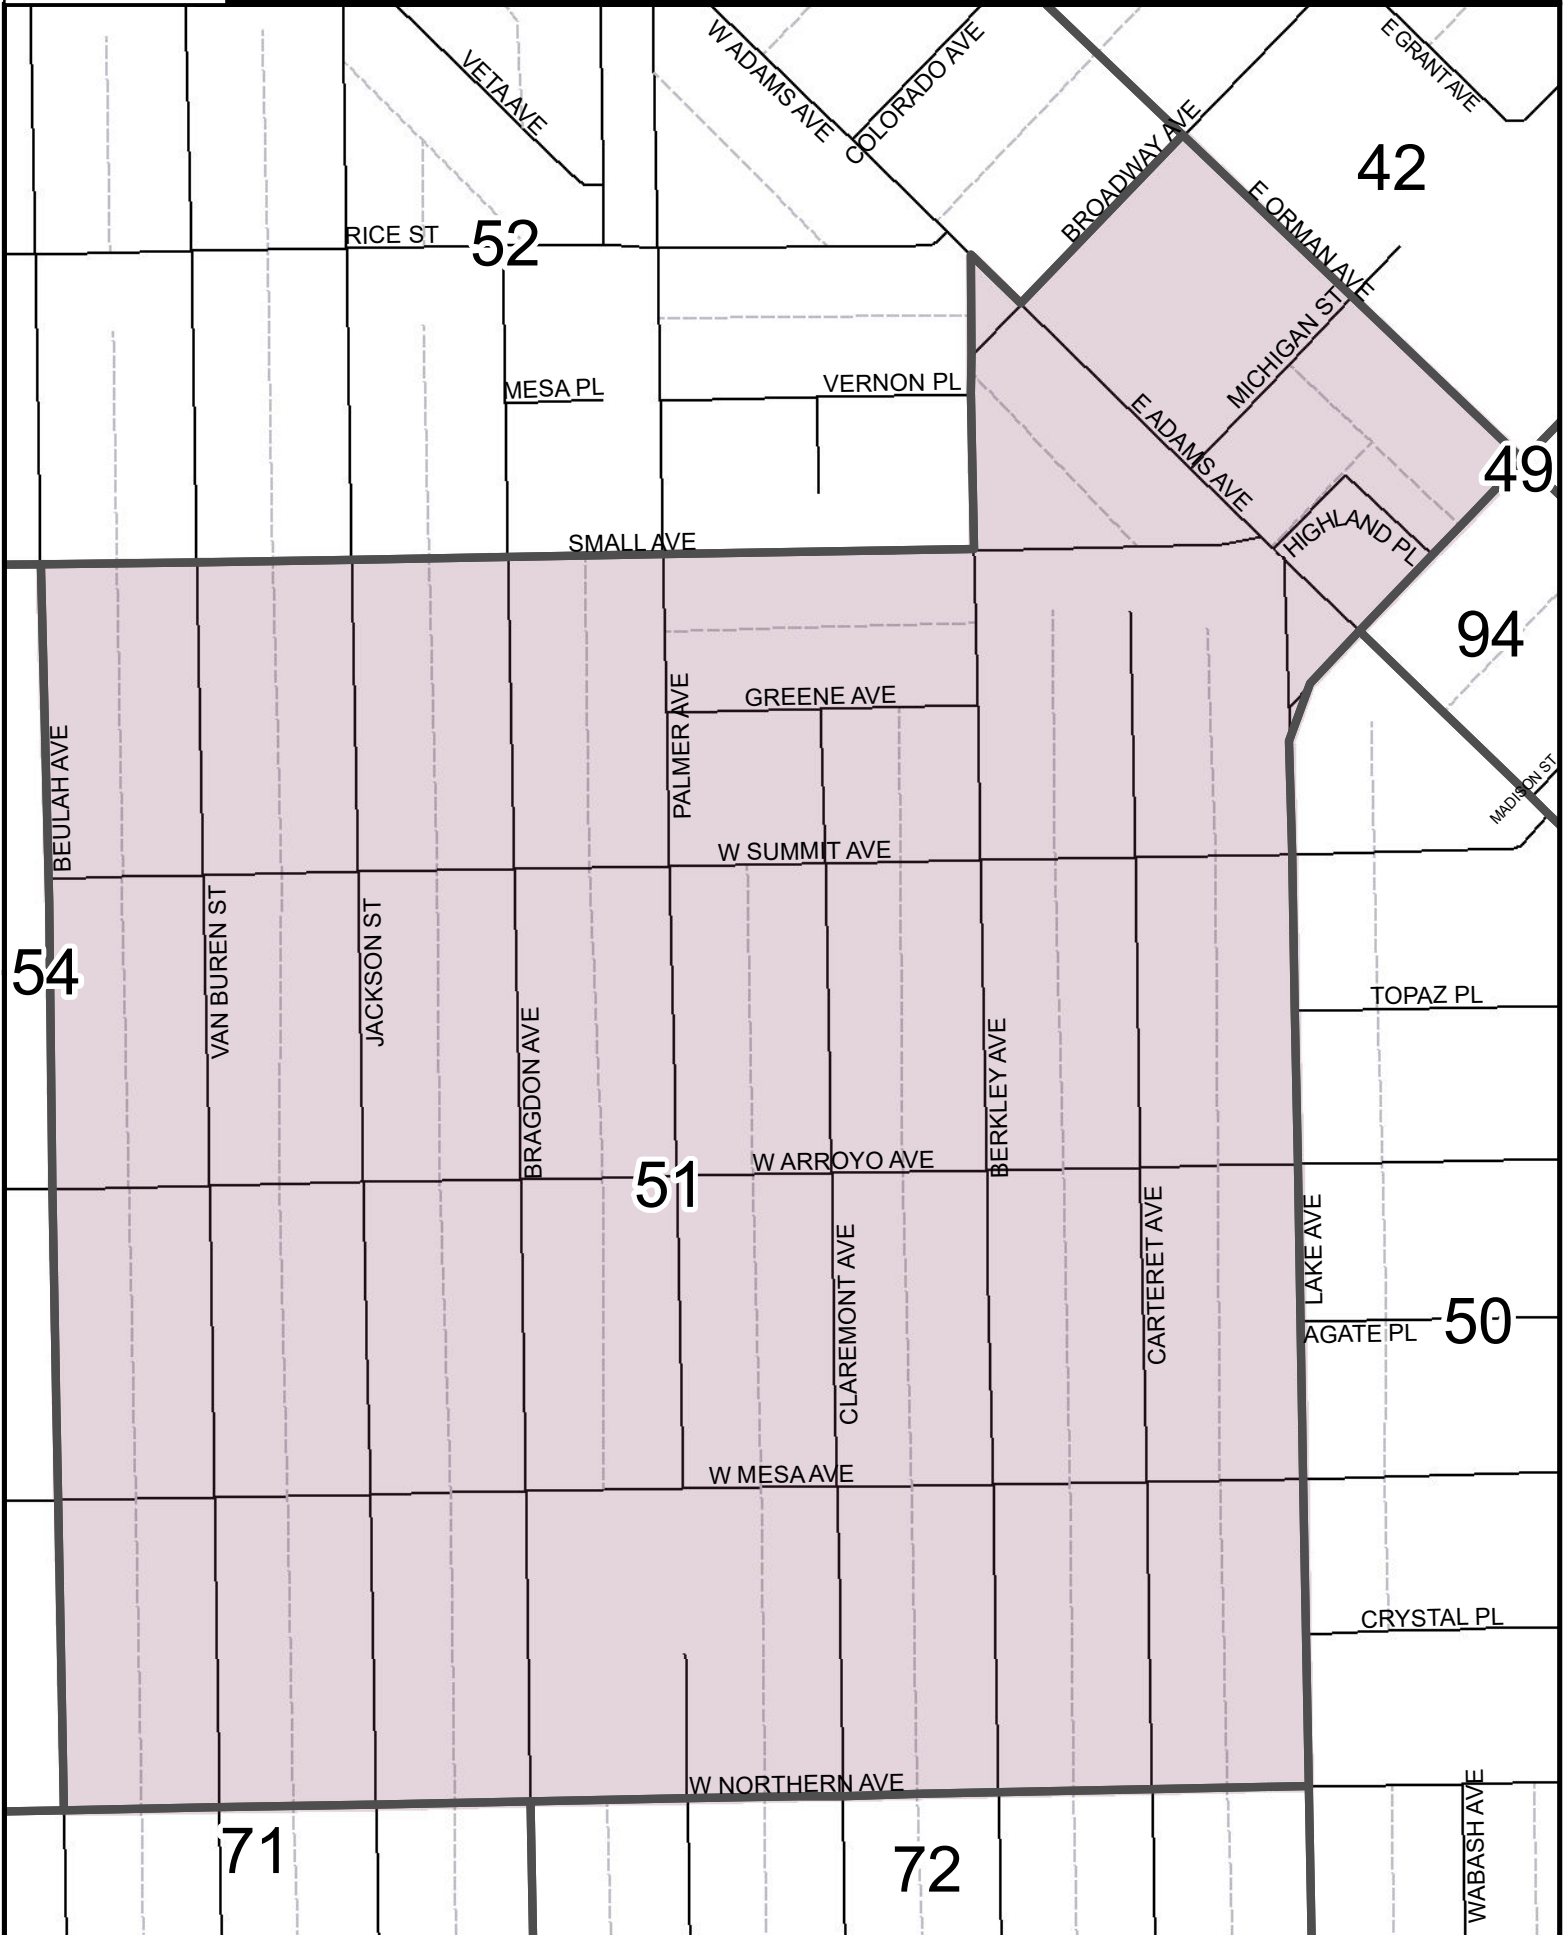 W ADAMS AVE
COLORADO AVE
E GRANT AVE
VETA AVE
BROADWAY AVE
42
E ORMAN AVE
RICE ST
52
MICHIGAN ST
MESA PL
VERNON PL
E ADAMS AVE
49
HIGHLAND PL
SMALL AVE
94
GREENE AVE
PALMER AVE
BEULAH AVE
MADISON ST
W SUMMIT AVE
VAN BUREN ST
JACKSON ST
54
TOPAZ PL
BRAGDON AVE
BERKLEY AVE
W ARROYO AVE
51
CARTERET AVE
LAKE AVE
CLAREMONT AVE
50
AGATE PL
W MESA AVE
CRYSTAL PL
W NORTHERN AVE
WABASH AVE
71
72